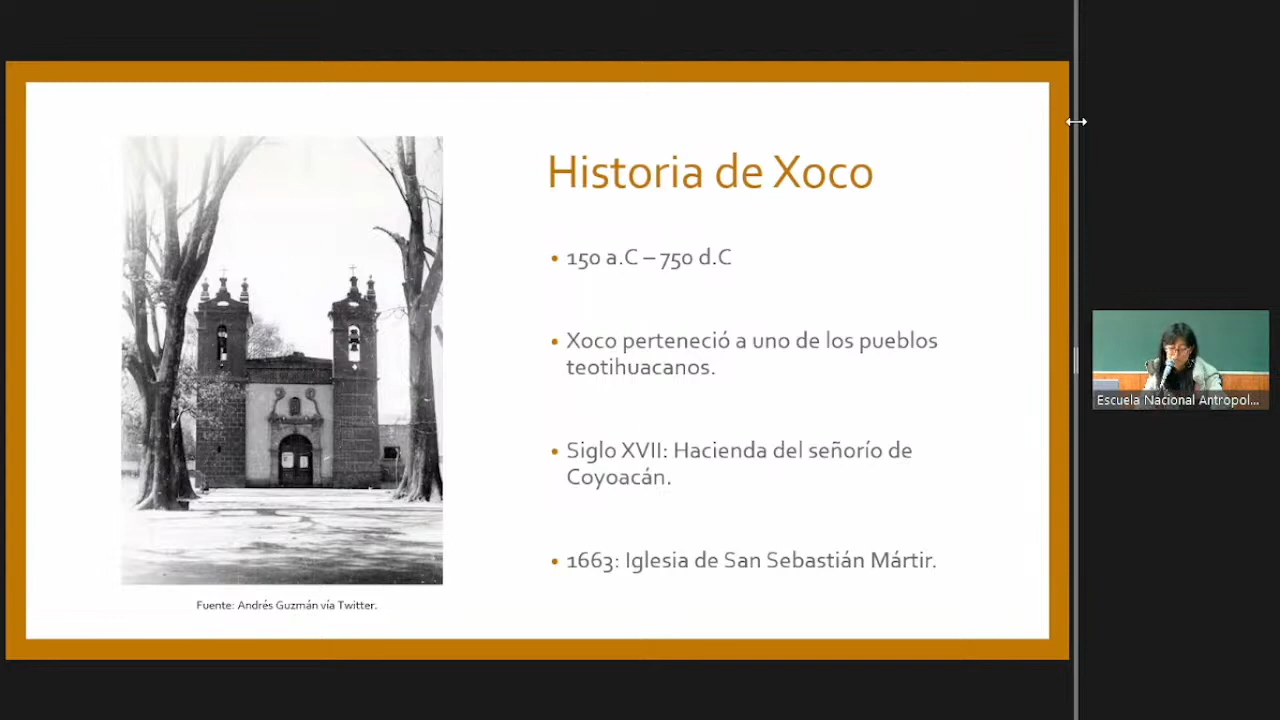 Historia de Xoco
• 150 a.C – 750 d.C
• Xoco perteneció a uno de los pueblos
teotihuacanos.
• Siglo XVII: Hacienda del señorío de
Coyoacán.
• 1663: Iglesia de San Sebastián Mártir.
Fuente: Andrés Guzmán vía Twitter.
Escuela Nacional Antropol...